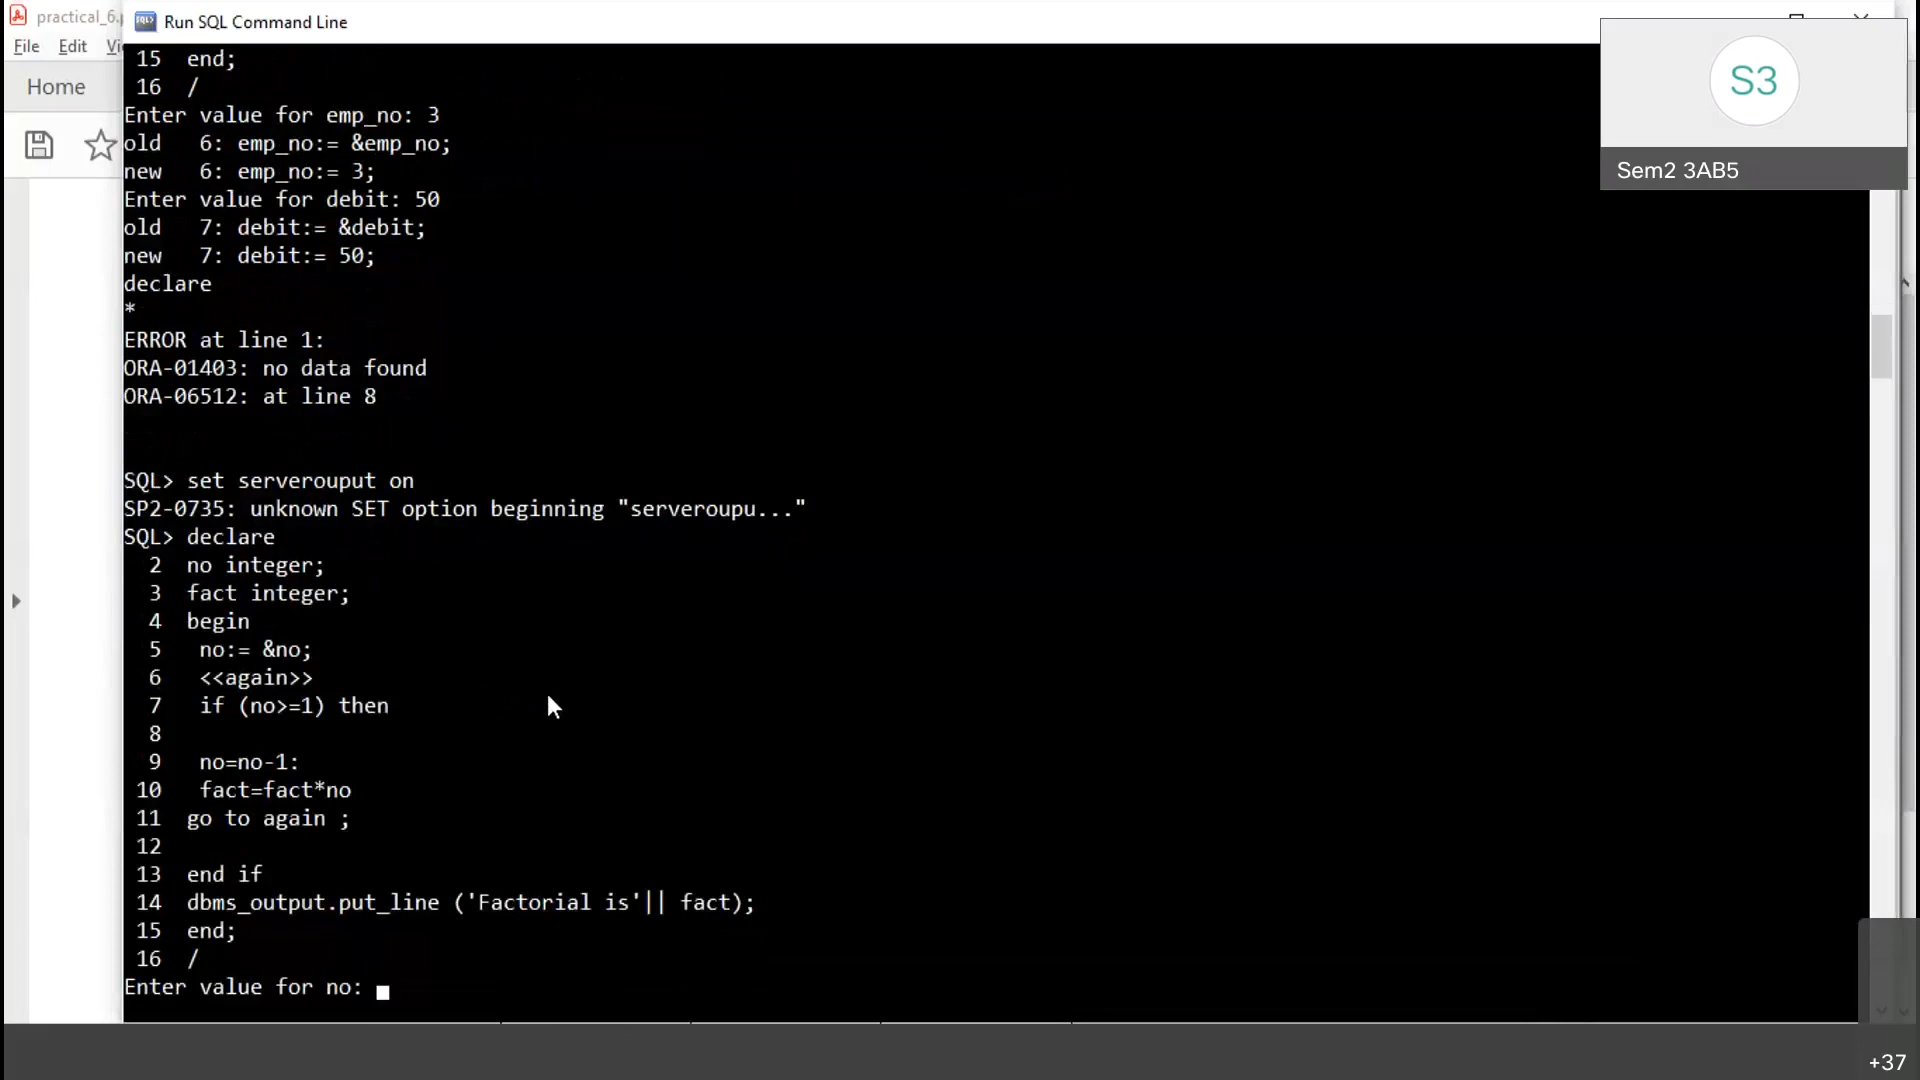 practical_6.p
Run SQL Command Line
File Edit Vi
Home
15 end;
16 /
Enter value for emp_no: 3
old 6: emp_no:= &emp_no;
new 6: emp_no:= 3;
Enter value for debit: 50
old 7: debit:= &debit;
new 7: debit:= 50;
declare
*
ERROR at line 1:
ORA-01403: no data found
ORA-06512: at line 8
SQL> set serverouput on
SP2-0735: unknown SET option beginning "serveroupu..."
SQL> declare
2 no integer;
3 fact integer;
4 begin
5 no:= &no;
6 <<again>>
7 if (no>=1) then
8
9 no=no-1:
10 fact=fact*no
11 go to again ;
12
13 end if
14 dbms_output.put_line ('Factorial is'|| fact);
15 end;
16 /
Enter value for no:
S3
Sem2 3AB5
+37